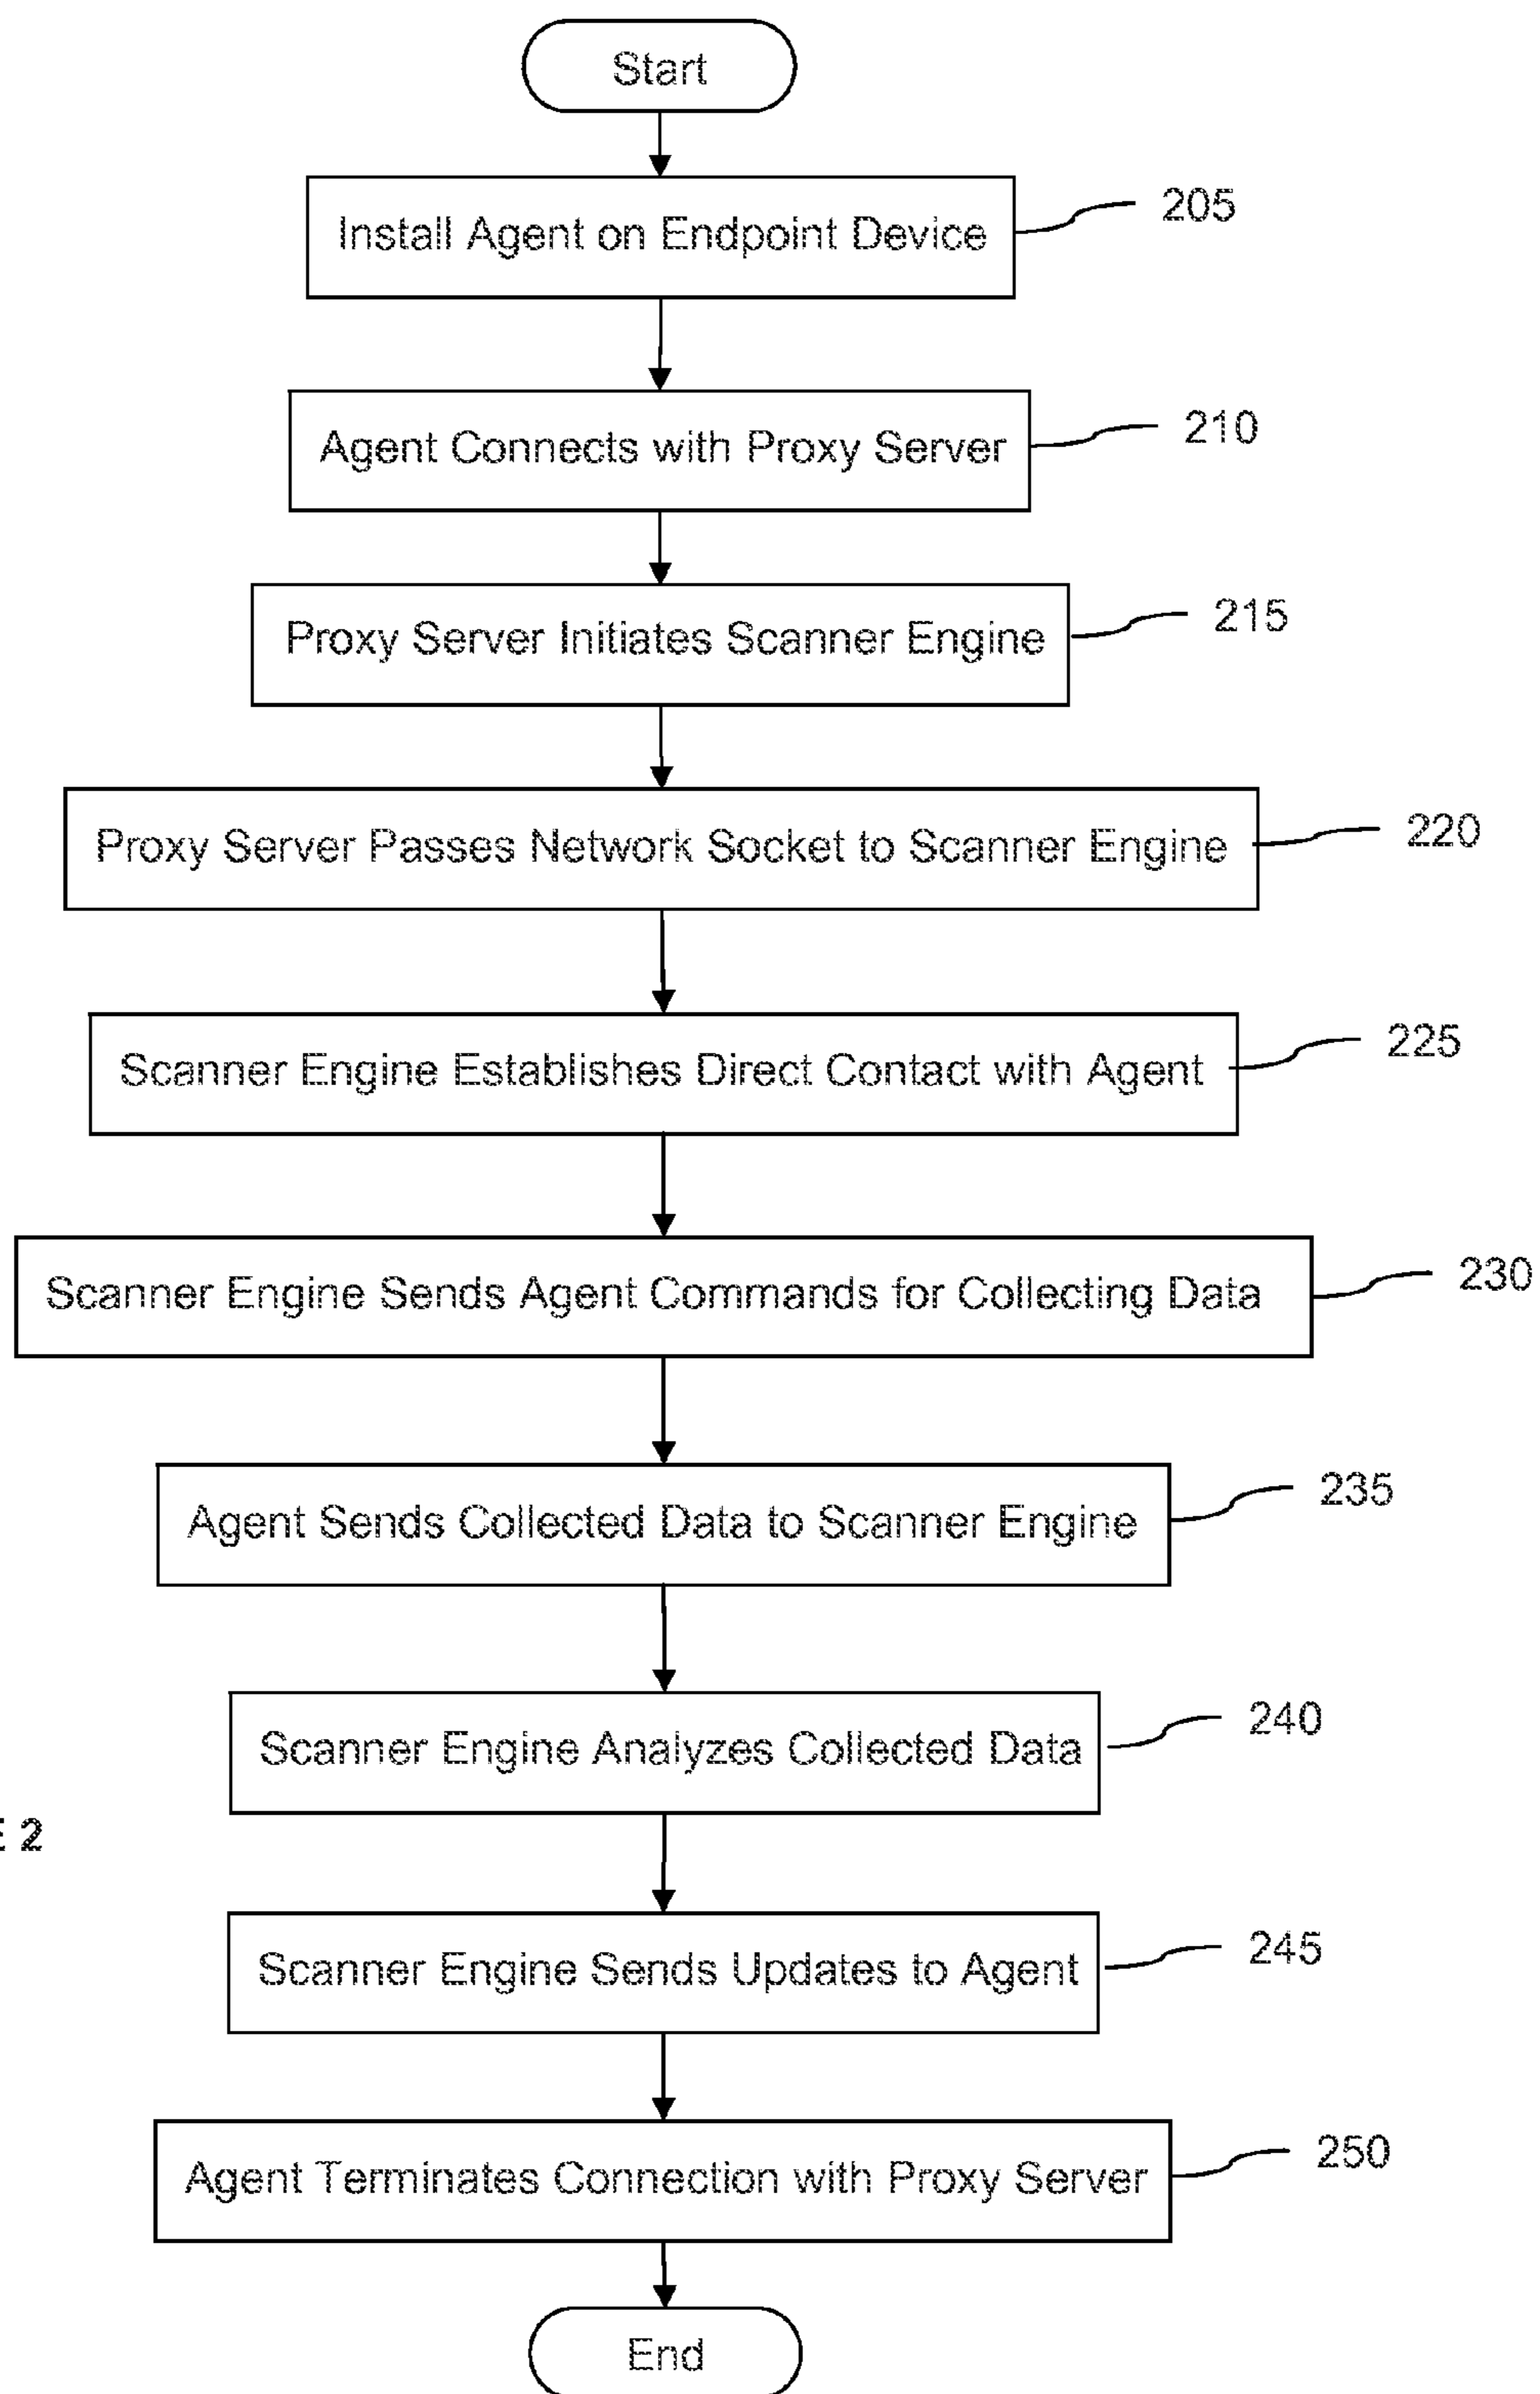 Start
Install Agent on Endpoint Device
205
Agent Connects with Proxy Server
210
Proxy Server Initiates Scanner Engine
215
Proxy Server Passes Network Socket to Scanner Engine
220
Scanner Engine Establishes Direct Contact with Agent
225
Scanner Engine Sends Agent Commands for Collecting Data
230
Agent Sends Collected Data to Scanner Engine
235
Scanner Engine Analyzes Collected Data
240
E 2
Scanner Engine Sends Updates to Agent
245
Agent Terminates Connection with Proxy Server
250
End